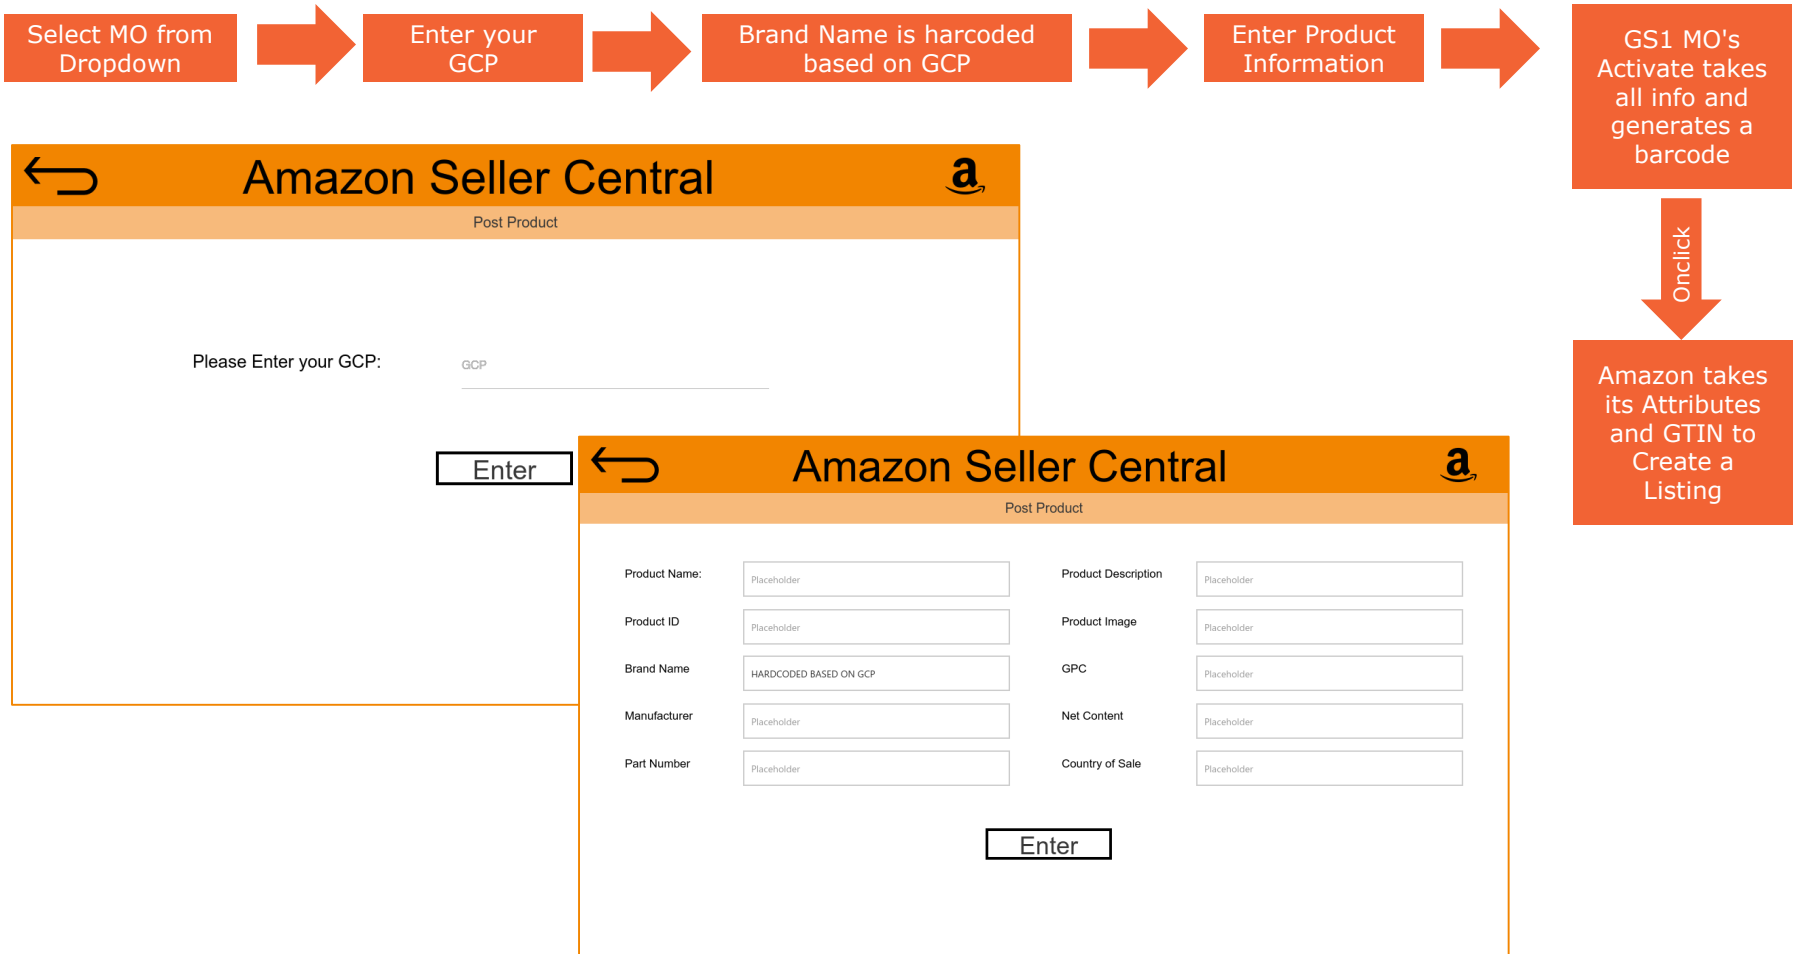 Select MO from
Dropdown
Enter your
GCP
Brand Name is harcoded
based on GCP
Enter Product
Information
GS1 MO's
Activate takes
all info and
generates a
barcode
Onclick
Amazon takes
its Attributes
and GTIN to
Create a
Listing
Amazon Seller Central
a
Post Product
Please Enter your GCP:
GCP
Enter
Amazon Seller Central
a
Post Product
Product Name:
Placeholder
Product Description
Placeholder
Product ID
Placeholder
Product Image
Placeholder
Brand Name
HARDCODED BASED ON GCP
GPC
Placeholder
Manufacturer
Placeholder
Net Content
Placeholder
Part Number
Placeholder
Country of Sale
Placeholder
Enter